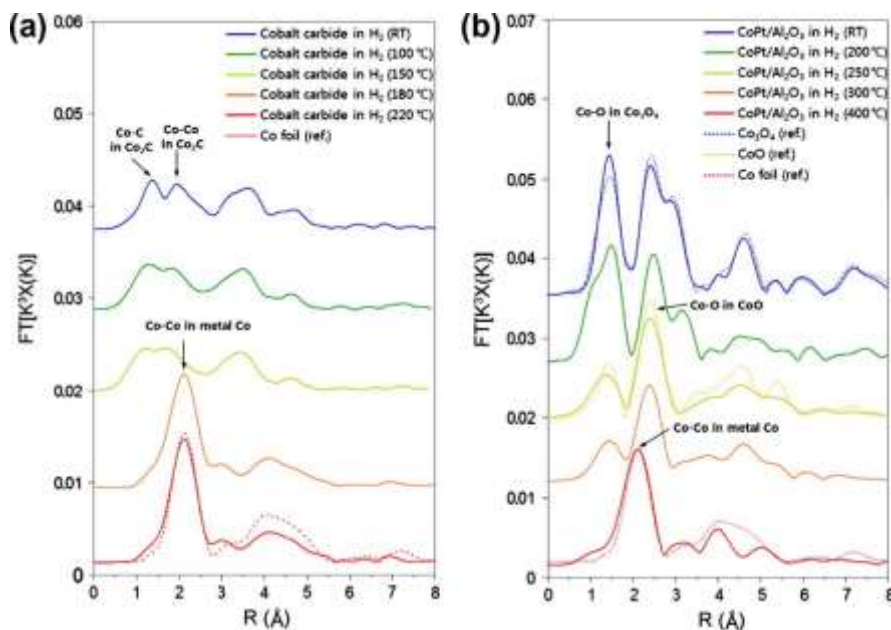 (a)
0.06
0.05
0.04
0.03
0.02
0.01
0
FT[K³X(K)]
Cobalt carbide in H₂ (RT)
Cobalt carbide in H₂ (100℃)
Cobalt carbide in H₂ (150℃)
Cobalt carbide in H₂ (180℃)
Cobalt carbide in H₂ (220℃)
Co foil (ref.)
Co-C
in Co₂C
Co-Co
in Co₂C
Co-Co in metal Co
0 1 2 3 4 5 6 7 8
R (Å)
(b)
0.07
0.06
0.05
0.04
0.03
0.02
0.01
0
FT[K³X(K)]
CoPt/Al₂O₃ in H₂ (RT)
CoPt/Al₂O₃ in H₂ (200℃)
CoPt/Al₂O₃ in H₂ (250℃)
CoPt/Al₂O₃ in H₂ (300℃)
CoPt/Al₂O₃ in H₂ (400℃)
Co₃O₄ (ref.)
CoO (ref.)
Co foil (ref.)
Co-O in Co₃O₄
Co-O in CoO
Co-Co in metal Co
0 1 2 3 4 5 6 7 8
R (Å)